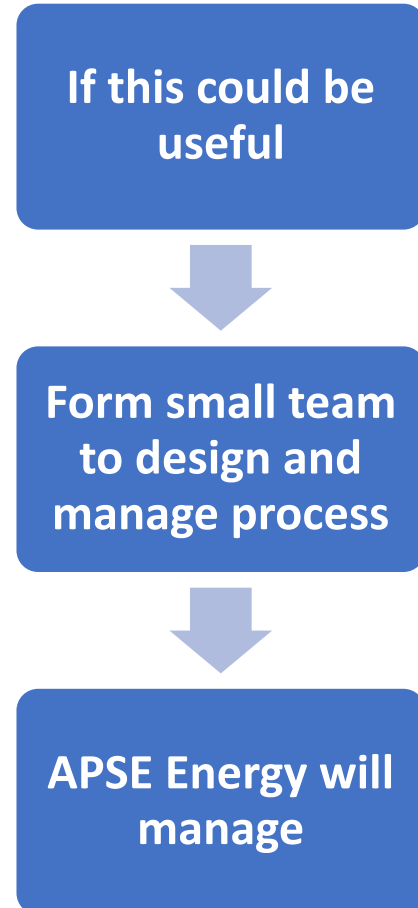 If this could be
useful
Form small team
to design and
manage process
APSE Energy will
manage